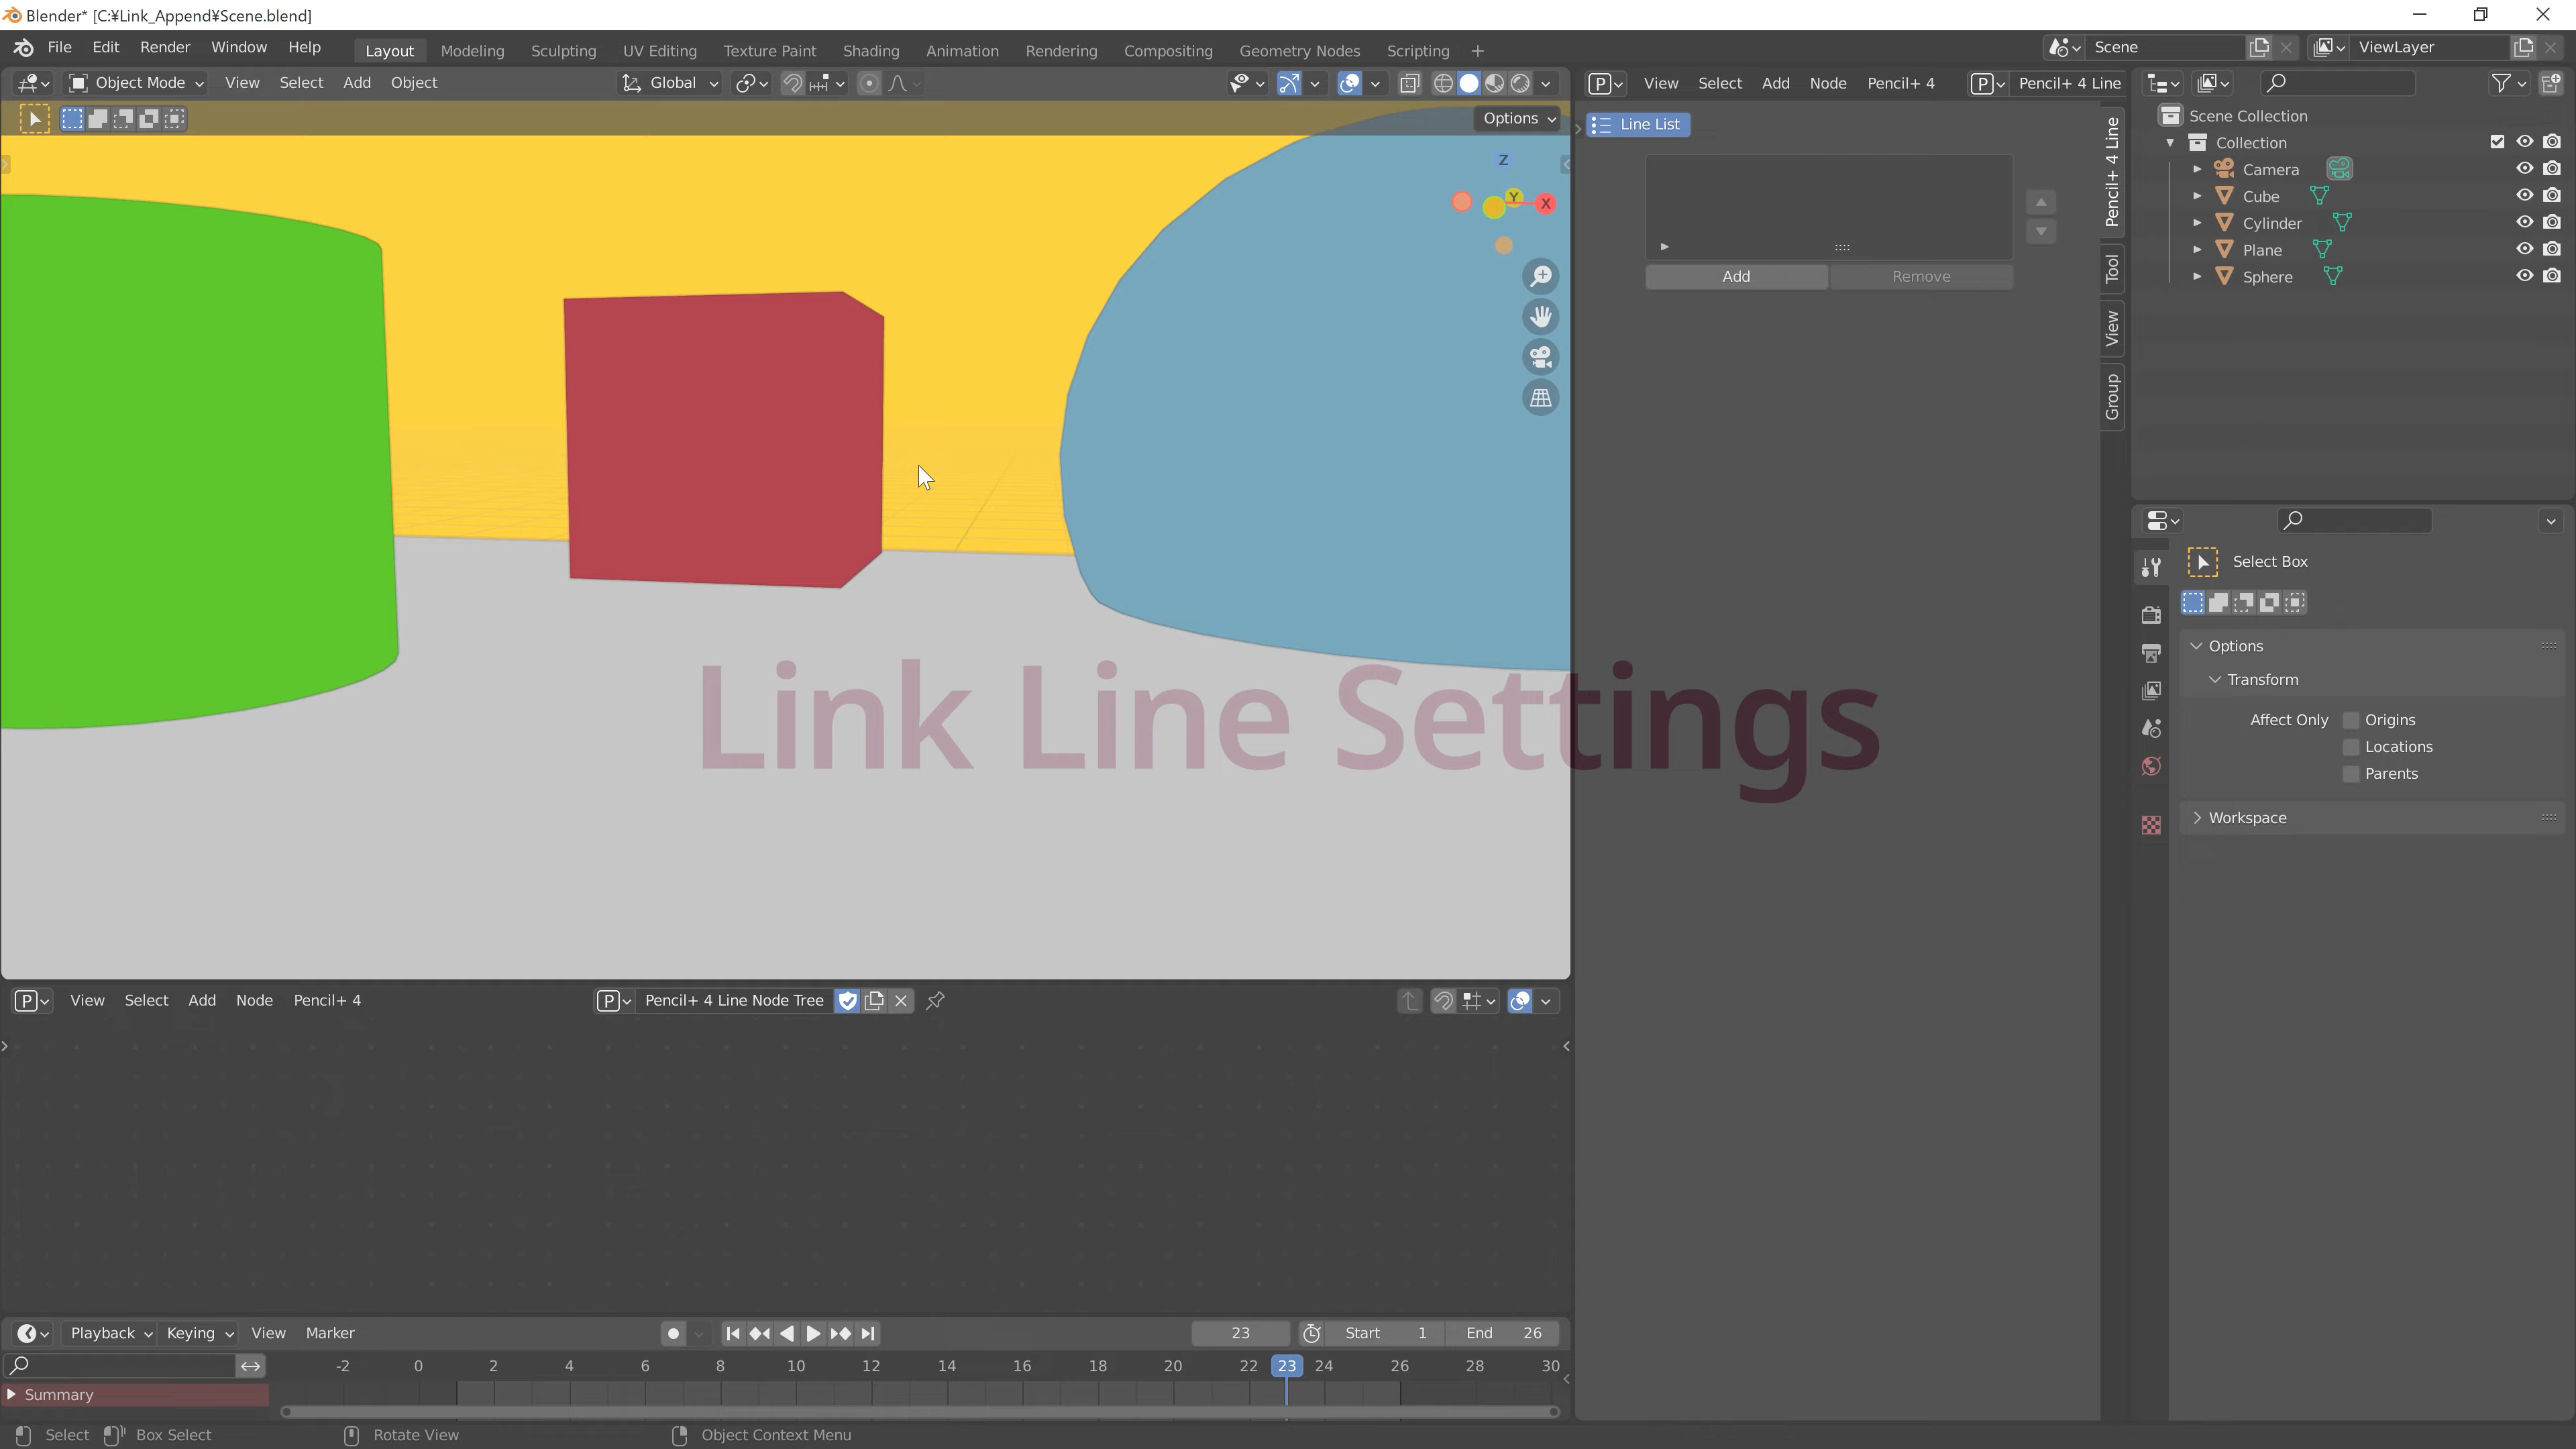 Blender* [C:¥Link_Append¥Scene.blend]
File Edit Render Window Help Layout Modeling Sculpting UV Editing Texture Paint Shading Animation Rendering Compositing Geometry Nodes Scripting + Scene ViewLayer
Object Mode View Select Add Object Global
View Select Add Node Pencil+ 4 Pencil+ 4 Line
Options
Z
Y
X
Line List
Add Remove
Pencil+ 4 Line
Tool
View
Group
Scene Collection
Collection
Camera
Cube
Cylinder
Plane
Sphere
Select Box
Options
Transform
Affect Only Origins
Locations
Parents
Workspace
Link Line Settings
View Select Add Node Pencil+ 4 Pencil+ 4 Line Node Tree
Playback Keying View Marker 23 Start 1 End 26
-2 0 2 4 6 8 10 12 14 16 18 20 22 23 24 26 28 30
Summary
Select Box Select Rotate View Object Context Menu